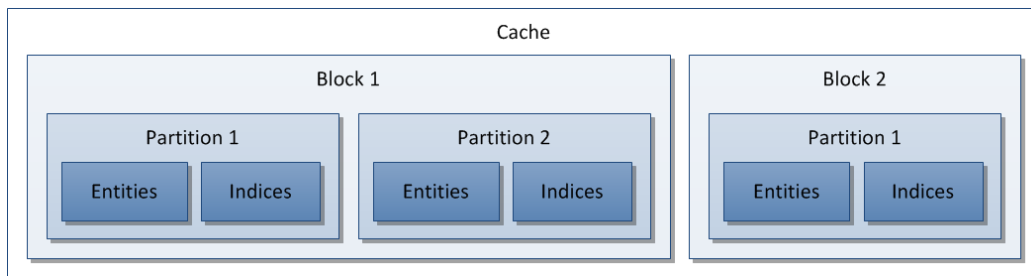 Cache
Block 1
Block 2
Partition 1
Partition 2
Partition 1
Entities
Indices
Entities
Indices
Entities
Indices